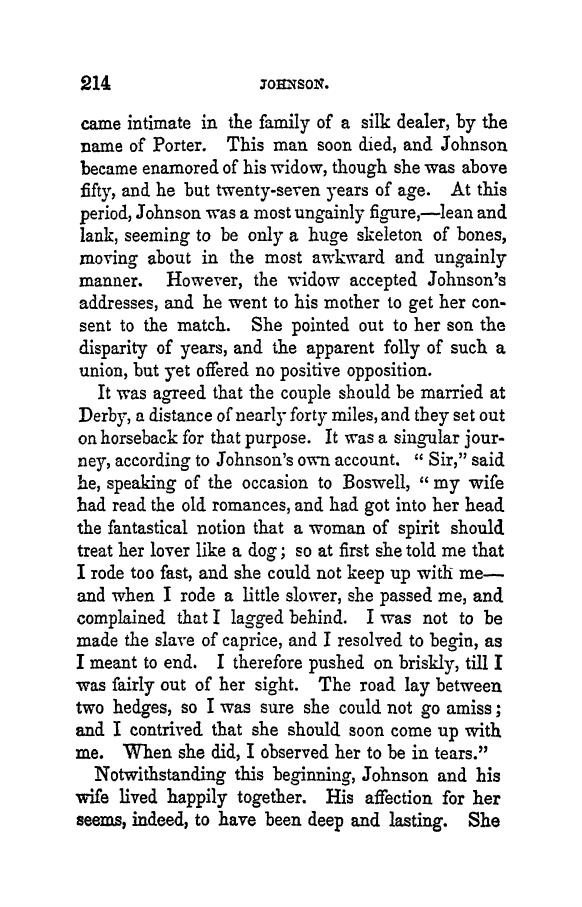 214 JOHNSON.
came intimate in the family of a silk dealer, by the
name of Porter. This man soon died, and Johnson
became enamored of his widow, though she was above
fifty, and he but twenty-seven years of age. At this
period, Johnson was a most ungainly figure,—lean and
lank, seeming to be only a huge skeleton of bones,
moving about in the most awkward and ungainly
manner. However, the widow accepted Johnson's
addresses, and he went to his mother to get her con-
sent to the match. She pointed out to her son the
disparity of years, and the apparent folly of such a
union, but yet offered no positive opposition.
It was agreed that the couple should be married at
Derby, a distance of nearly forty miles, and they set out
on horseback for that purpose. It was a singular jour-
ney, according to Johnson's own account. "Sir," said
he, speaking of the occasion to Boswell, "my wife
had read the old romances, and had got into her head
the fantastical notion that a woman of spirit should
treat her lover like a dog; so at first she told me that
I rode too fast, and she could not keep up with me—
and when I rode a little slower, she passed me, and
complained that I lagged behind. I was not to be
made the slave of caprice, and I resolved to begin, as
I meant to end. I therefore pushed on briskly, till I
was fairly out of her sight. The road lay between
two hedges, so I was sure she could not go amiss;
and I contrived that she should soon come up with
me. When she did, I observed her to be in tears."
Notwithstanding this beginning, Johnson and his
wife lived happily together. His affection for her
seems, indeed, to have been deep and lasting. She